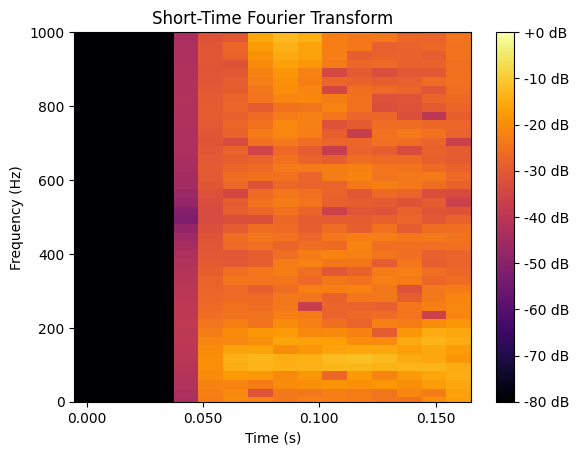 Short-Time Fourier Transform
Frequency (Hz)
1000
800
600
400
200
0
0.000
0.050
0.100
0.150
Time (s)
+0 dB
-10 dB
-20 dB
-30 dB
-40 dB
-50 dB
-60 dB
-70 dB
-80 dB